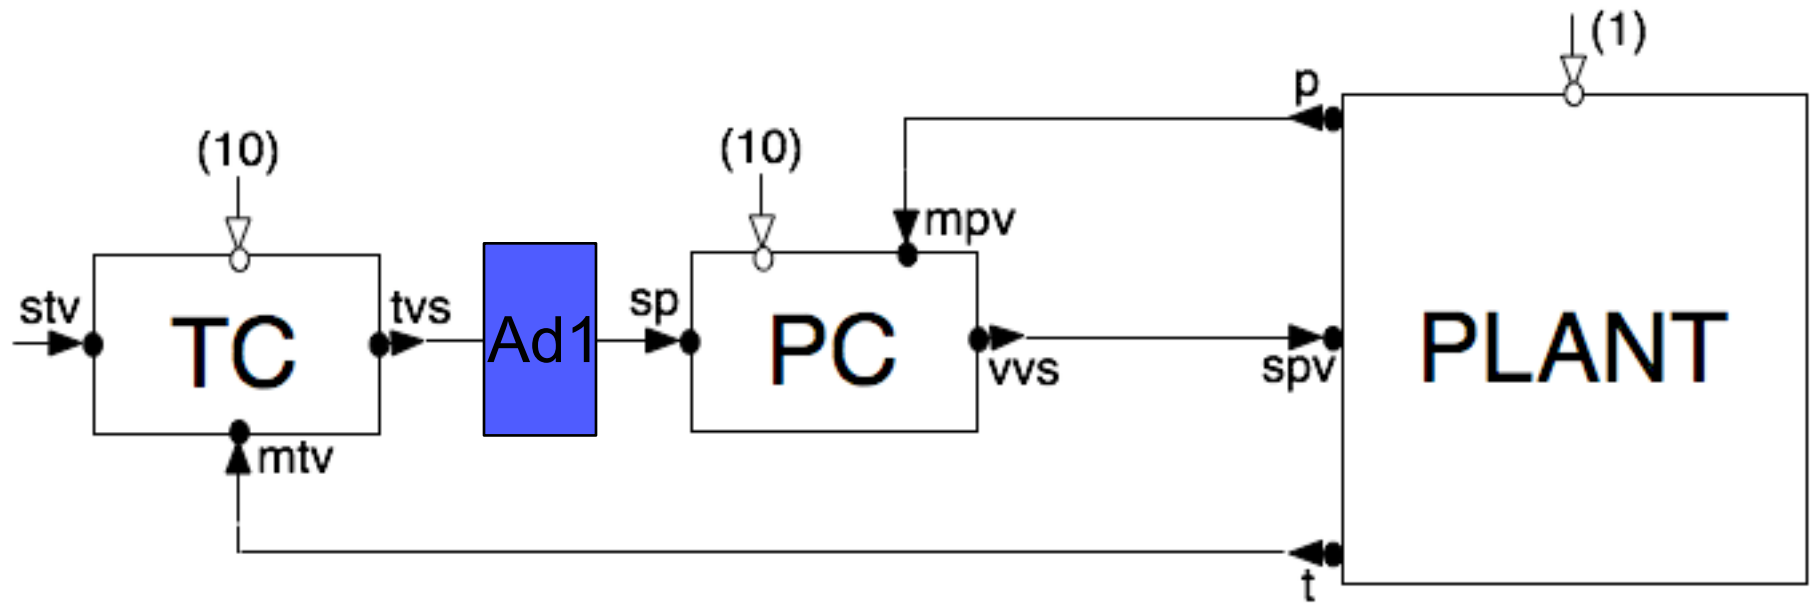 (1)
p
(10)
(10)
mpv
stv
TC
tvs
Ad1
sp
PC
vvs
spv
PLANT
mtv
t